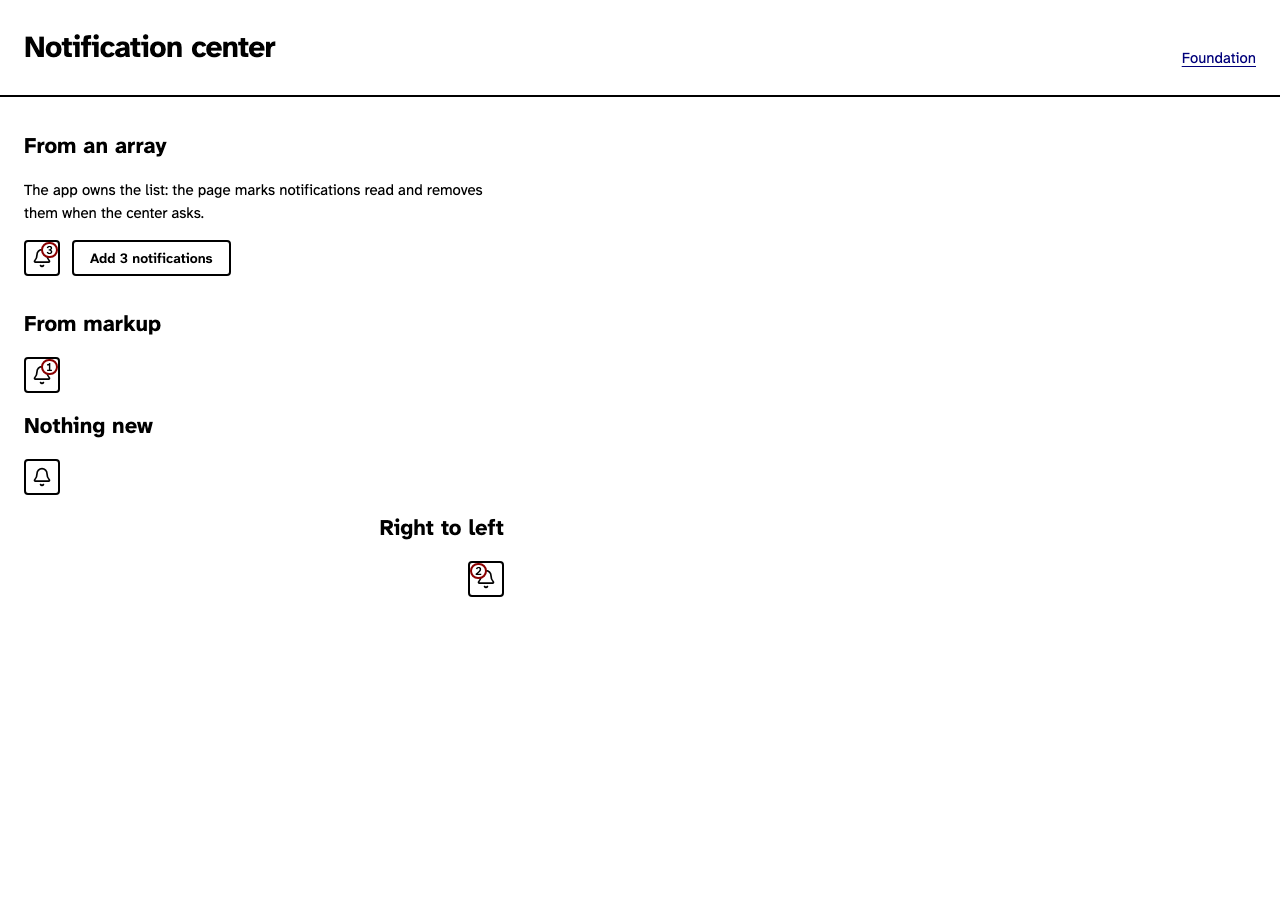 Notification center
Foundation
From an array
The app owns the list: the page marks notifications read and removes
them when the center asks.
3
Add 3 notifications
From markup
1
Nothing new
Right to left
2